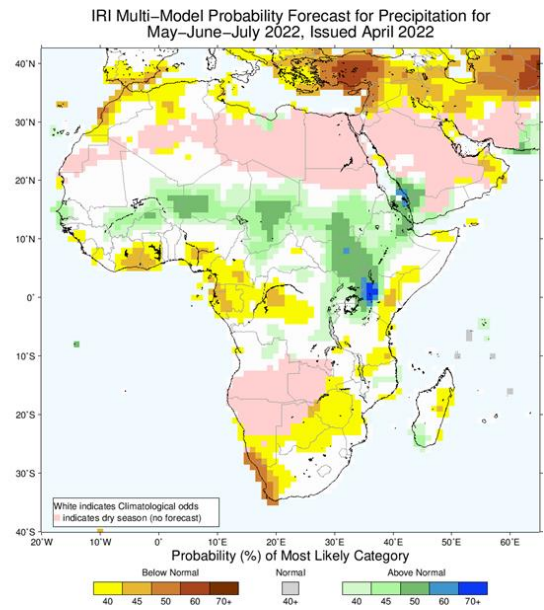 IRI Multi-Model Probability Forecast for Precipitation for
May-June-July 2022, Issued April 2022
40°N
30°N
20°N
10°N
0°
10°S
20°S
30°S
40°S
20°W 10°W 0° 10°E 20°E 30°E 40°E 50°E 60°E
White indicates Climatological odds
indicates dry season (no forecast)
Probability (%) of Most Likely Category
Below Normal Normal Above Normal
40 45 50 60 70+ 40+ 40 45 50 60 70+